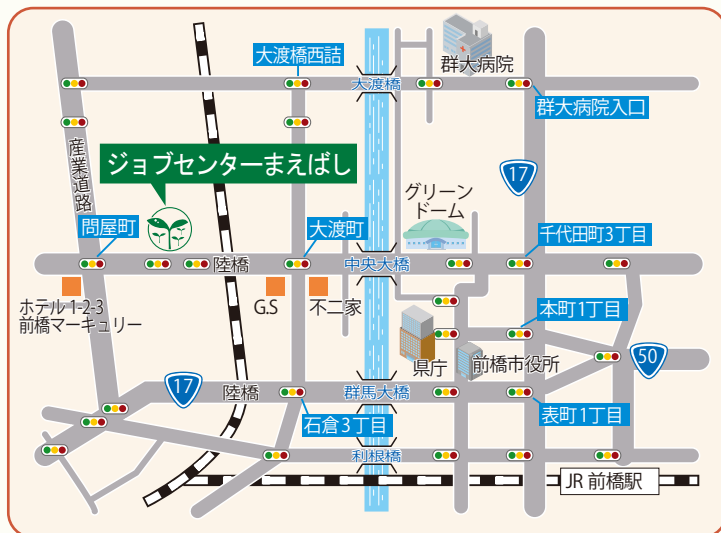 大渡橋西詰
群大病院
大渡橋
群大病院入口
産業道路
ジョブセンターまえばし
17
グリーン
ドーム
問屋町
大渡町
千代田町3丁目
陸橋
中央大橋
ホテル1-2-3
前橋マーキュリー
G.S
不二家
本町1丁目
県庁
前橋市役所
50
17
陸橋
群馬大橋
石倉3丁目
表町1丁目
利根橋
JR 前橋駅